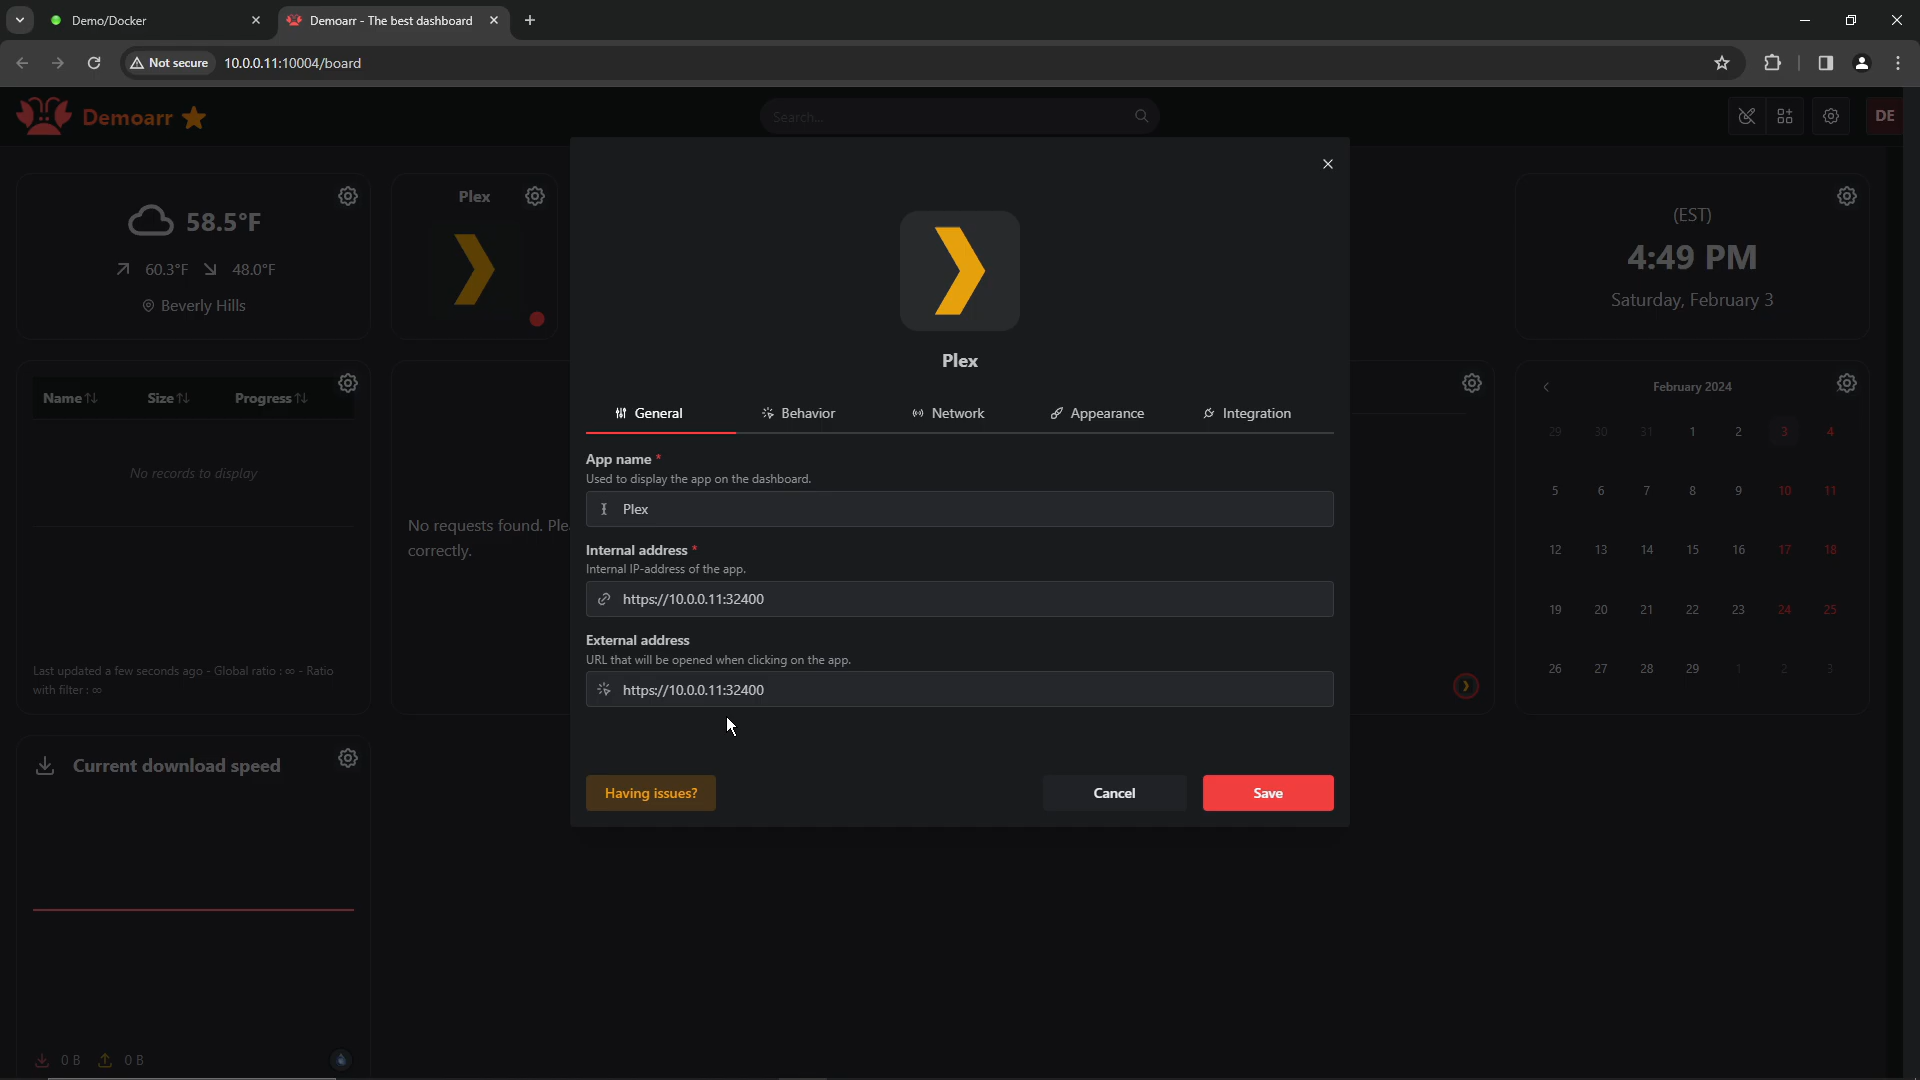 Demo/Docker
Demoarr - The best dashboard
Not secure
10.0.0.11:10004/board
Demoarr
Search...
DE
58.5°F
60.3°F
48.0°F
Beverly Hills
Plex
(EST)
4:49 PM
Saturday, February 3
Plex
General
Behavior
Network
Appearance
Integration
App name *
Used to display the app on the dashboard.
Plex
Internal address *
Internal IP-address of the app.
https://10.0.0.11:32400
External address
URL that will be opened when clicking on the app.
https://10.0.0.11:32400
Having issues?
Cancel
Save
Name
Size
Progress
No records to display
Last updated a few seconds ago - Global ratio : ∞ - Ratio
with filter : ∞
No requests found. Ple
correctly.
February 2024
29 30 31 1 2 3 4
5 6 7 8 9 10 11
12 13 14 15 16 17 18
19 20 21 22 23 24 25
26 27 28 29 1 2 3
Current download speed
0 B
0 B